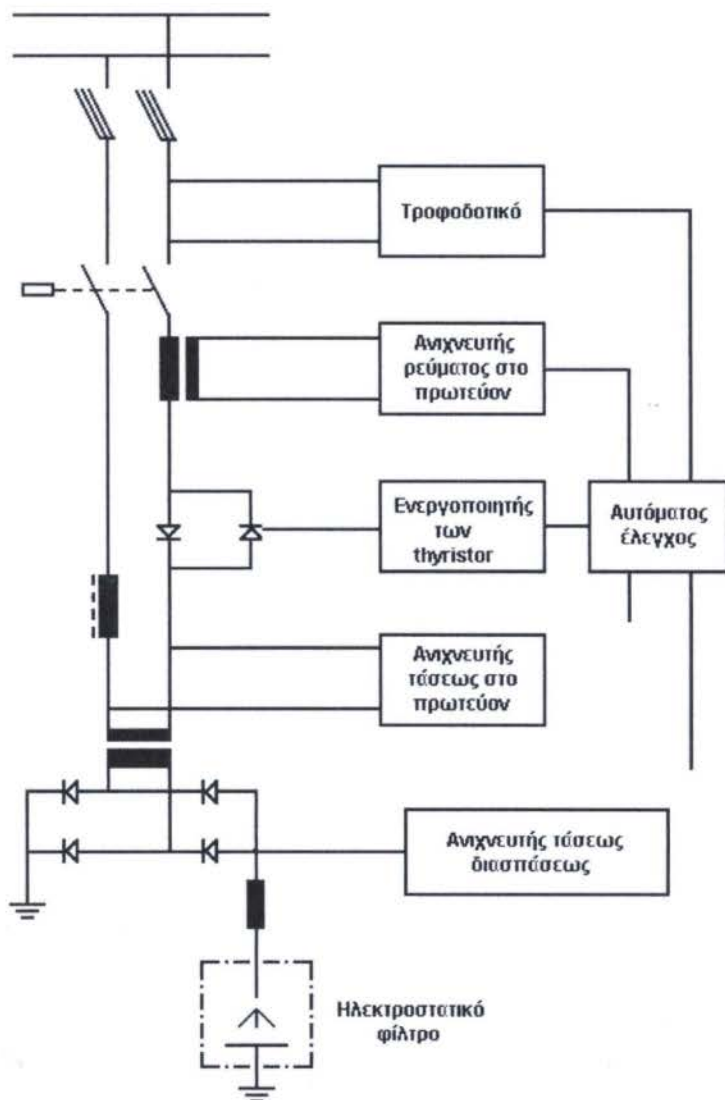 Τροφοδοτικό
Ανιχνευτής
ρεύματος στο
πρωτεύον
Ενεργοποιητής
των
thyristor
Αυτόματος
έλεγχος
Ανιχνευτής
τάσεως στο
πρωτεύον
Ανιχνευτής τάσεως
διασπάσεως
Ηλεκτροστατικό
φίλτρο